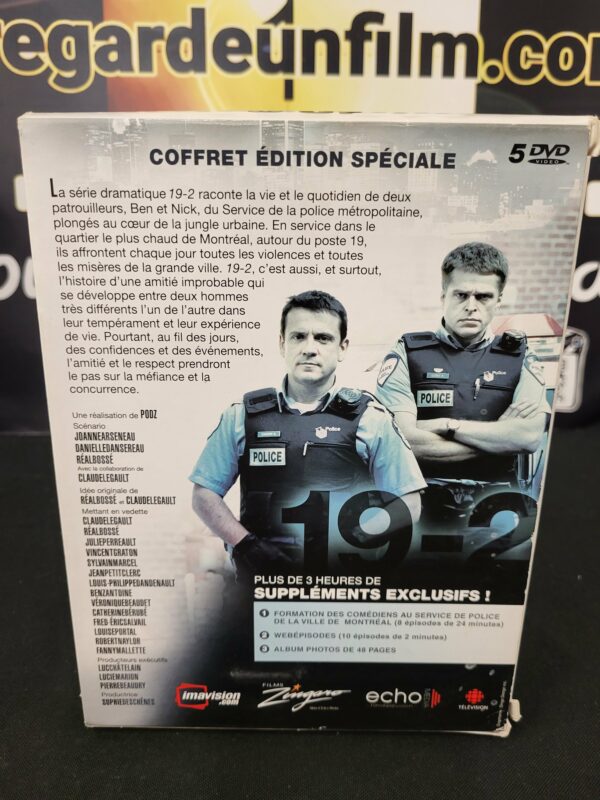 regardeunfilm.com
COFFRET ÉDITION SPÉCIALE
5 DVD
VIDEO
La série dramatique 19-2 raconte la vie et le quotidien de deux
patrouilleurs, Ben et Nick, du Service de la police métropolitaine,
plongés au cœur de la jungle urbaine. En service dans le
quartier le plus chaud de Montréal, autour du poste 19,
ils affrontent chaque jour toutes les violences et toutes
les misères de la grande ville. 19-2, c'est aussi, et surtout,
l'histoire d'une amitié improbable qui
se développe entre deux hommes
très différents l'un de l'autre dans
leur tempérament et leur expérience
de vie. Pourtant, au fil des jours,
des confidences et des événements,
l'amitié et le respect prendront
le pas sur la méfiance et la
concurrence.
Police
POLICE
Police
POLICE
Une réalisation de PODZ
Scénario
JOANNEARSENEAU
DANIELLEDANSEREAU
RÉALBOSSÉ
Avec la collaboration de
CLAUDELEGAULT
Idée originale de
RÉALBOSSÉ et CLAUDELEGAULT
Mettant en vedette
CLAUDELEGAULT
RÉALBOSSÉ
JULIEPERREAULT
VINCENTGRATON
SYLVAINMARCEL
JEANPETITCLERC
LOUIS-PHILIPPEDANDENAULT
BENZANTOINE
VÉRONIQUEBEAUDET
CATHERINEBÉRUBÉ
FRED-ÉRICSALVAIL
LOUISEPORTAL
ROBERTNAYLOR
FANNYMALLETTE
Producteurs exécutifs
LUCCHÂTELAIN
LUCIEMARION
PIERREBEAUDRY
Productrice
SOPHIEDESCHÊNES
19-2
PLUS DE 3 HEURES DE
SUPPLÉMENTS EXCLUSIFS !
1 FORMATION DES COMÉDIENS AU SERVICE DE POLICE
DE LA VILLE DE MONTRÉAL (8 épisodes de 24 minutes)
2 WEBÉPISODES (10 épisodes de 2 minutes)
3 ALBUM PHOTOS DE 48 PAGES
imavision
.com
FILMS
Zingaro
echo
MEDIA
TÉLÉVISION